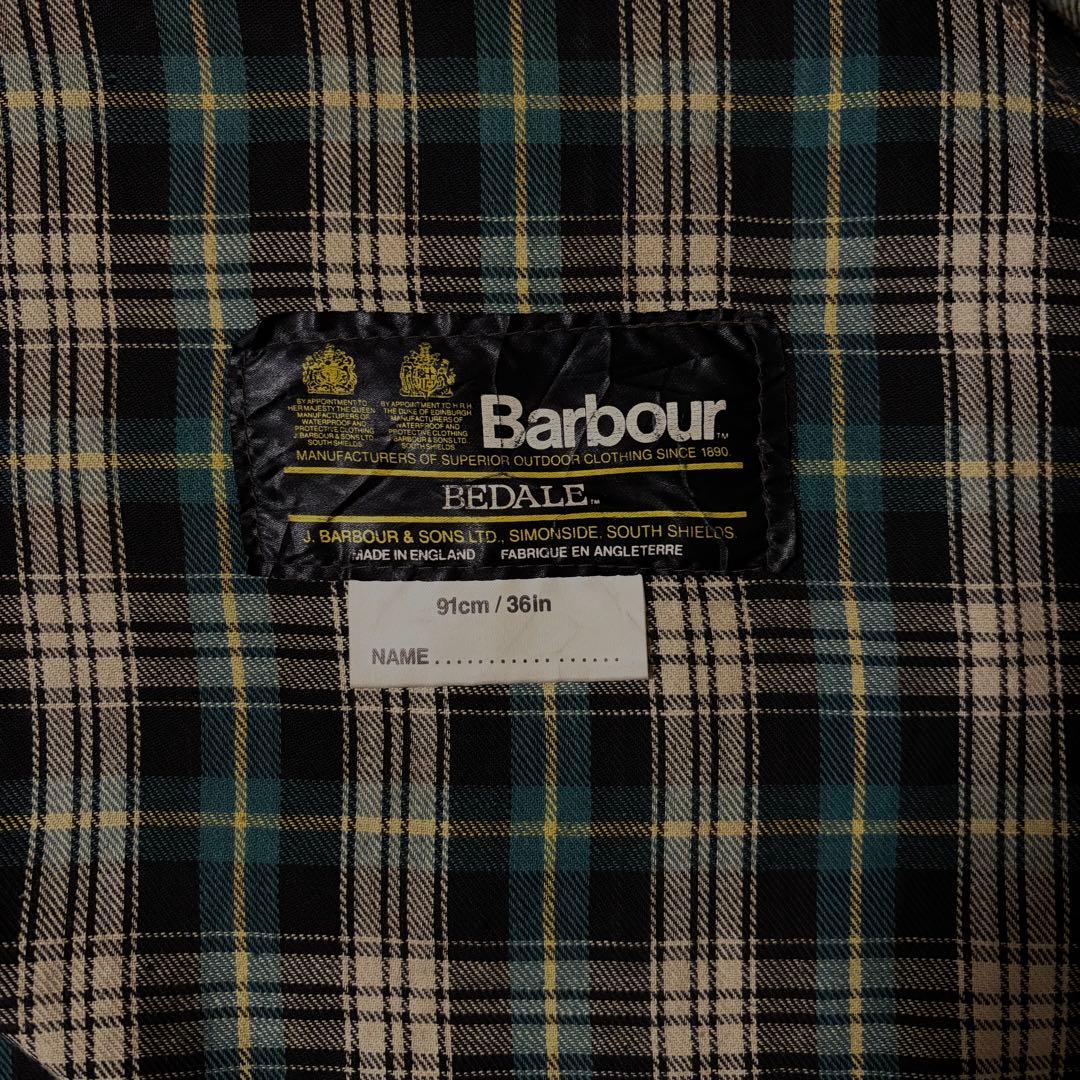 BY APPOINTMENT TO
HER MAJESTY THE QUEEN
MANUFACTURERS OF
WATERPROOF AND
PROTECTIVE CLOTHING
J. BARBOUR & SONS LTD
SOUTH SHIELDS
BY APPOINTMENT TO H.R.H.
THE DUKE OF EDINBURGH
MANUFACTURERS OF
WATERPROOF AND
PROTECTIVE CLOTHING
BARBOUR & SONS LTD
SOUTH SHIELDS
Barbour™
MANUFACTURERS OF SUPERIOR OUTDOOR CLOTHING SINCE 1890.
BEDALE™
J. BARBOUR & SONS LTD., SIMONSIDE, SOUTH SHIELDS.
MADE IN ENGLAND FABRIQUE EN ANGLETERRE
91cm / 36in
NAME..................